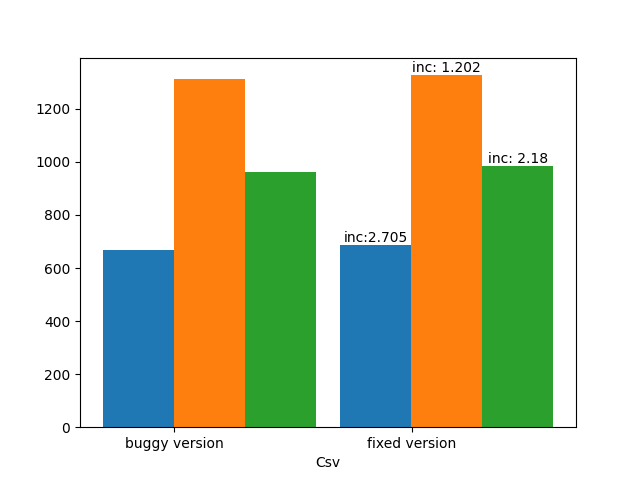 inc: 1.202
inc: 2.18
inc:2.705
1200
1000
800
600
400
200
0
buggy version
fixed version
Csv